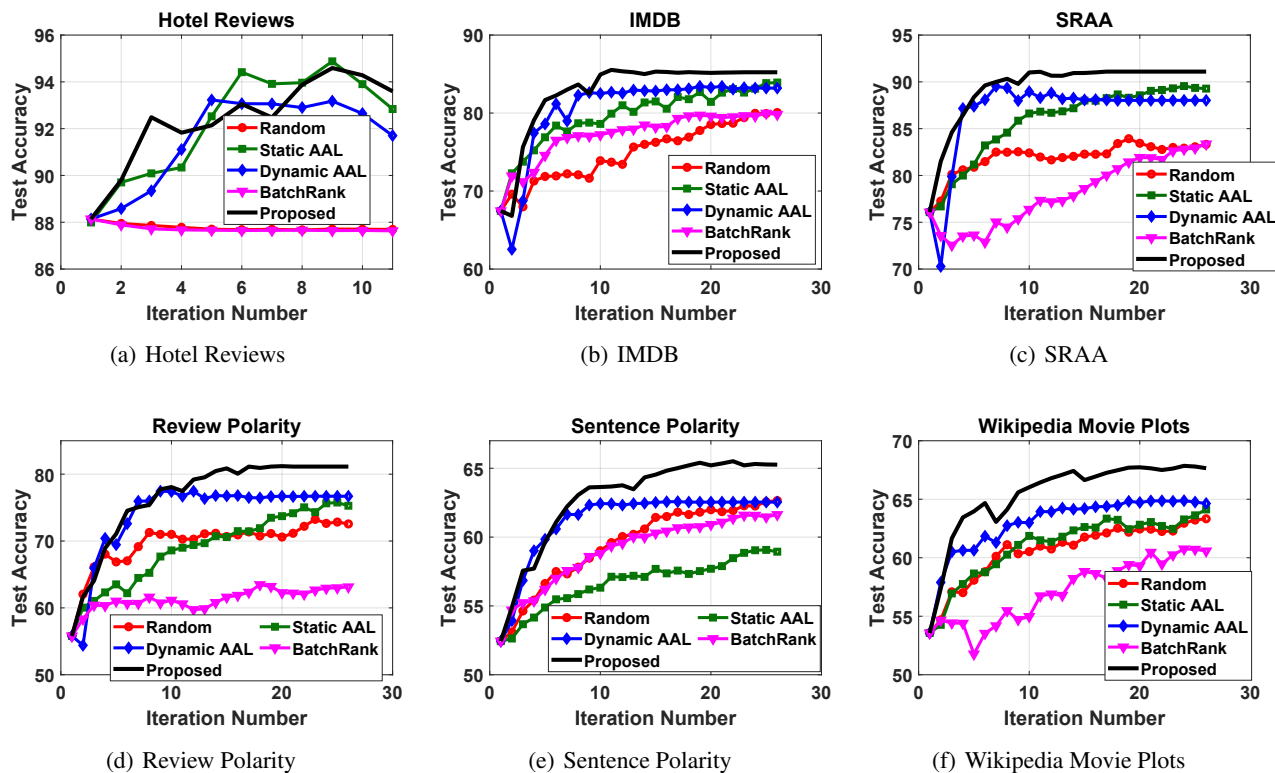 Hotel Reviews
Test Accuracy
96
94
92
90
88
86
0 2 4 6 8 10
Iteration Number
Random
Static AAL
Dynamic AAL
BatchRank
Proposed
(a) Hotel Reviews
IMDB
Test Accuracy
90
80
70
60
0 10 20 30
Iteration Number
Random
Static AAL
Dynamic AAL
BatchRank
Proposed
(b) IMDB
SRAA
Test Accuracy
95
90
85
80
75
70
0 10 20 30
Iteration Number
Random
Static AAL
Dynamic AAL
BatchRank
Proposed
(c) SRAA
Review Polarity
Test Accuracy
80
70
60
50
0 10 20 30
Iteration Number
Random Static AAL
Dynamic AAL BatchRank
Proposed
(d) Review Polarity
Sentence Polarity
Test Accuracy
65
60
55
50
0 10 20 30
Iteration Number
Random Static AAL
Dynamic AAL BatchRank
Proposed
(e) Sentence Polarity
Wikipedia Movie Plots
Test Accuracy
70
65
60
55
50
0 10 20 30
Iteration Number
Random
Static AAL
Dynamic AAL
BatchRank
Proposed
(f) Wikipedia Movie Plots